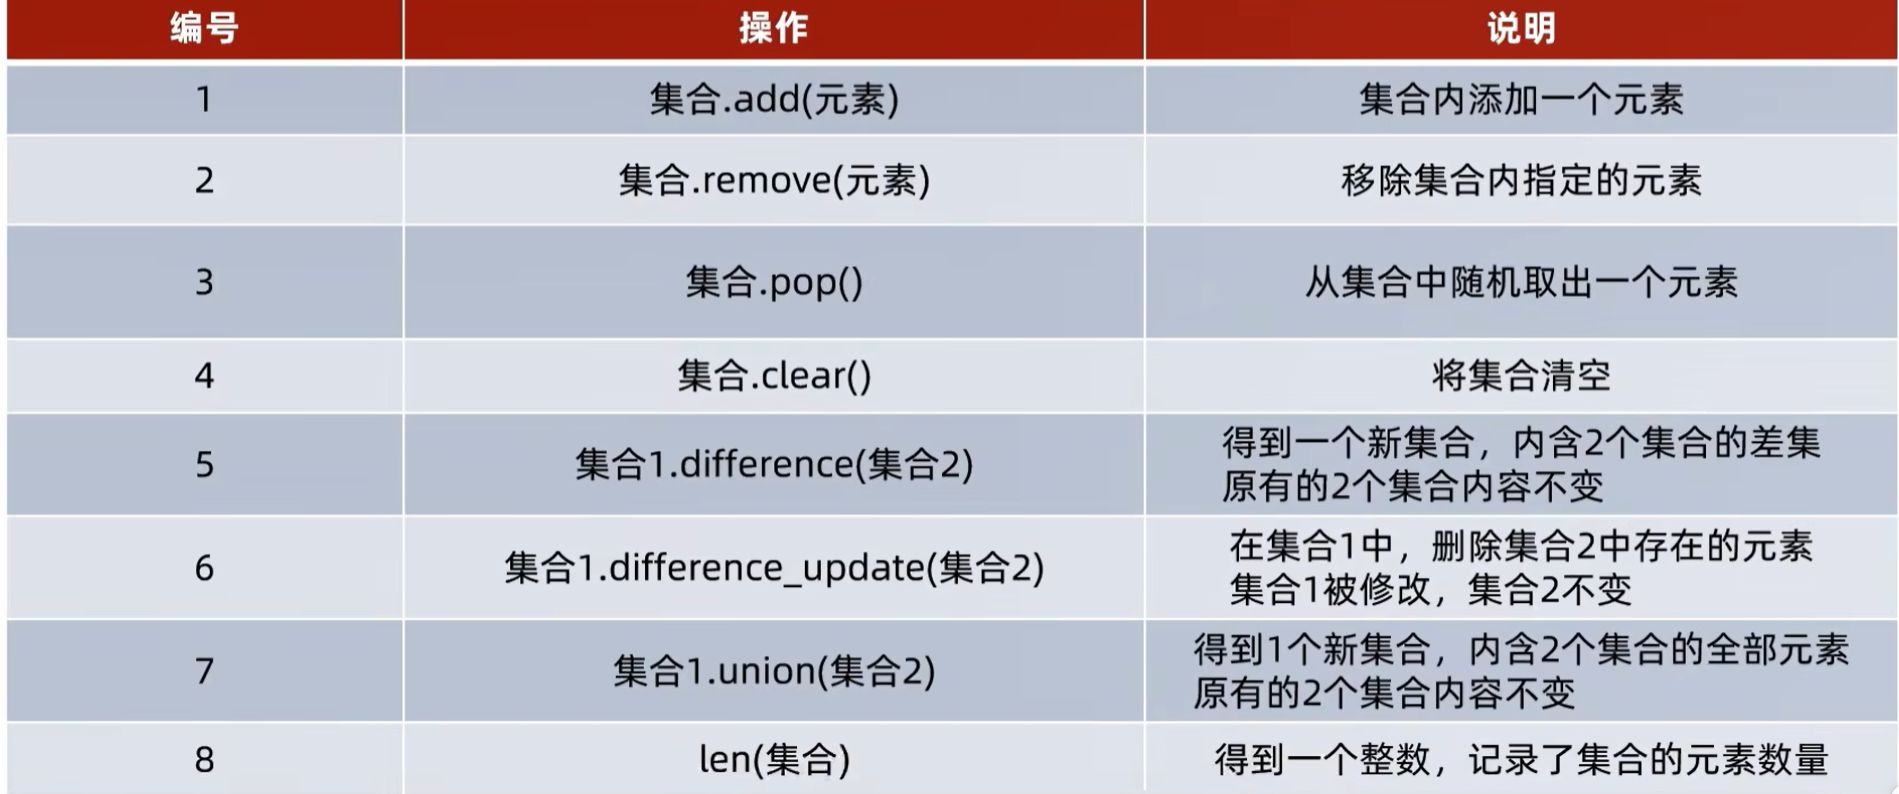 编号 操作 说明
1 集合.add(元素) 集合内添加一个元素
2 集合.remove(元素) 移除集合内指定的元素
3 集合.pop() 从集合中随机取出一个元素
4 集合.clear() 将集合清空
5 集合1.difference(集合2) 得到一个新集合，内含2个集合的差集
原有的2个集合内容不变
6 集合1.difference_update(集合2) 在集合1中，删除集合2中存在的元素
集合1被修改，集合2不变
7 集合1.union(集合2) 得到1个新集合，内含2个集合的全部元素
原有的2个集合内容不变
8 len(集合) 得到一个整数，记录了集合的元素数量